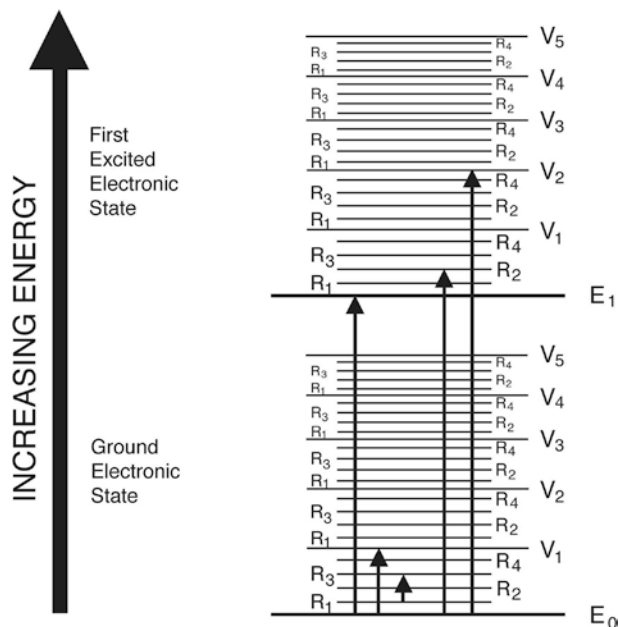 INCREASING ENERGY
First
Excited
Electronic
State
Ground
Electronic
State
V5
R4
R3
R2
R1
V4
R4
R3
R2
R1
V3
R4
R3
R2
R1
V2
R4
R3
R2
R1
V1
R4
R3
R2
R1
E1
V5
R4
R3
R2
R1
V4
R4
R3
R2
R1
V3
R4
R3
R2
R1
V2
R4
R3
R2
R1
V1
R4
R3
R2
R1
E0